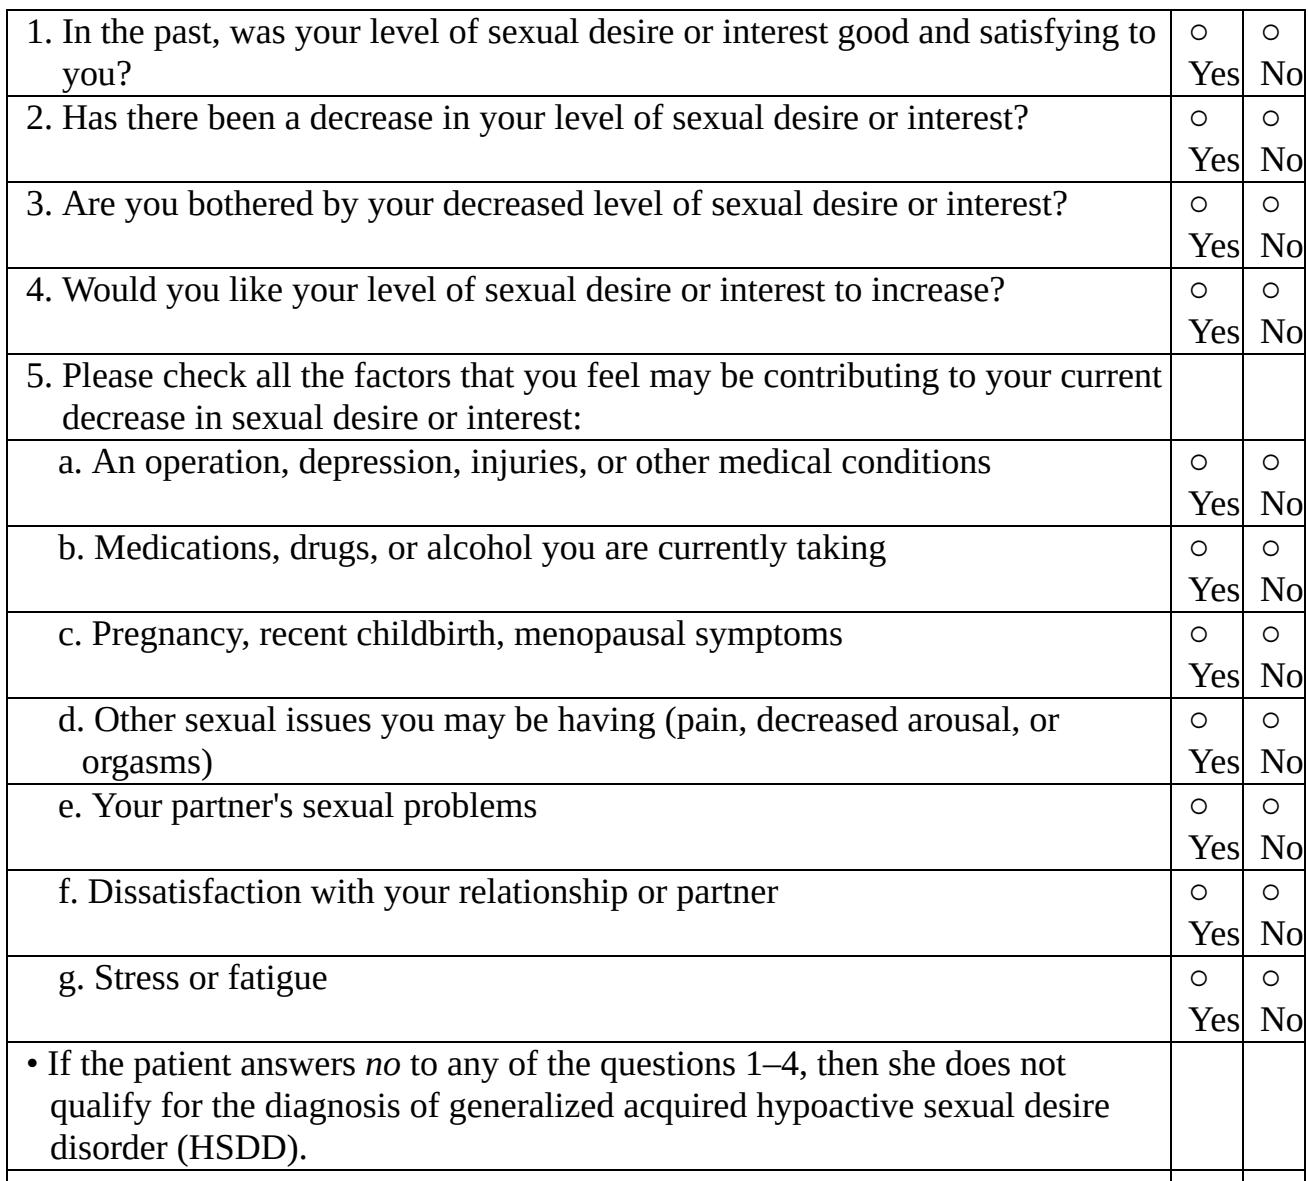 1. In the past, was your level of sexual desire or interest good and satisfying to
you?
○
Yes
○
No
2. Has there been a decrease in your level of sexual desire or interest?
○
Yes
○
No
3. Are you bothered by your decreased level of sexual desire or interest?
○
Yes
○
No
4. Would you like your level of sexual desire or interest to increase?
○
Yes
○
No
5. Please check all the factors that you feel may be contributing to your current
decrease in sexual desire or interest:
a. An operation, depression, injuries, or other medical conditions
○
Yes
○
No
b. Medications, drugs, or alcohol you are currently taking
○
Yes
○
No
c. Pregnancy, recent childbirth, menopausal symptoms
○
Yes
○
No
d. Other sexual issues you may be having (pain, decreased arousal, or
orgasms)
○
Yes
○
No
e. Your partner's sexual problems
○
Yes
○
No
f. Dissatisfaction with your relationship or partner
○
Yes
○
No
g. Stress or fatigue
○
Yes
○
No
• If the patient answers no to any of the questions 1–4, then she does not
qualify for the diagnosis of generalized acquired hypoactive sexual desire
disorder (HSDD).